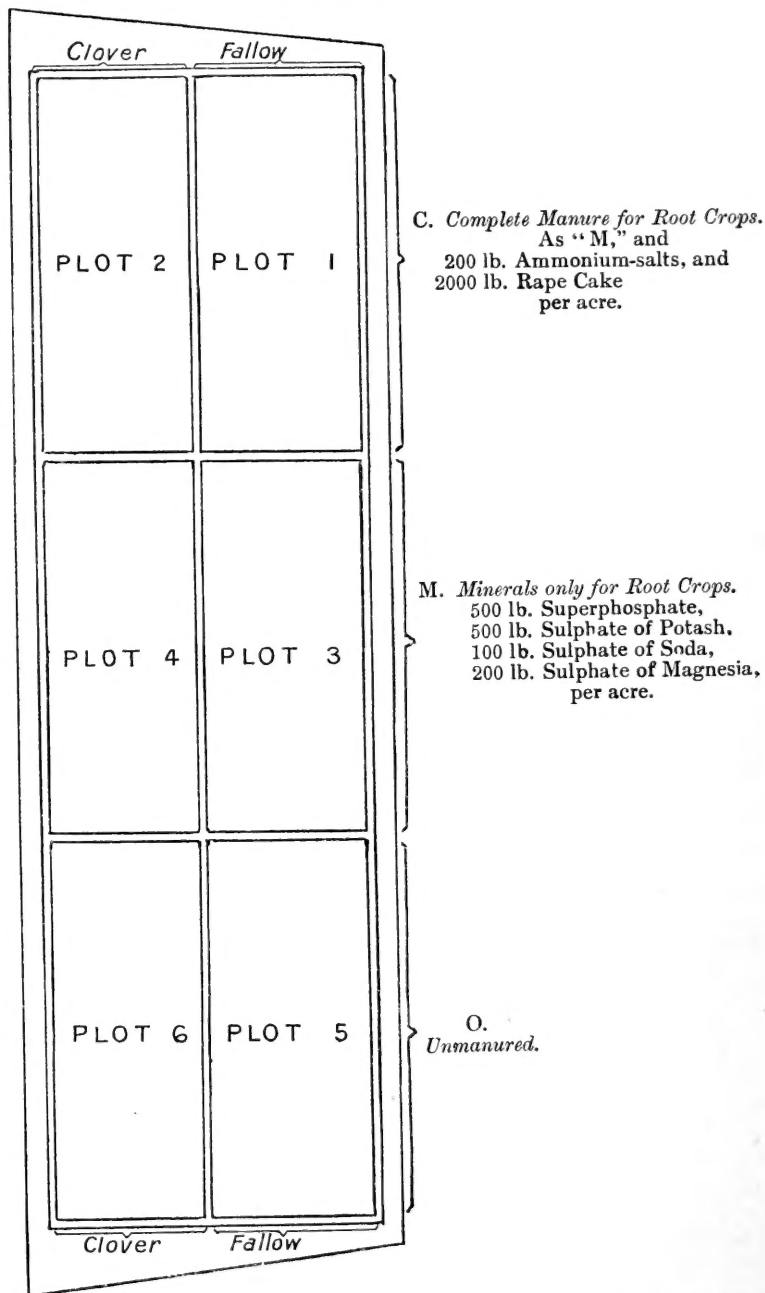 Clover Fallow
PLOT 2 PLOT 1
C. Complete Manure for Root Crops.
As “M,” and
200 lb. Ammonium-salts, and
2000 lb. Rape Cake
per acre.
PLOT 4 PLOT 3
M. Minerals only for Root Crops.
500 lb. Superphosphate,
500 lb. Sulphate of Potash,
100 lb. Sulphate of Soda,
200 lb. Sulphate of Magnesia,
per acre.
PLOT 6 PLOT 5
O.
Unmanured.
Clover Fallow